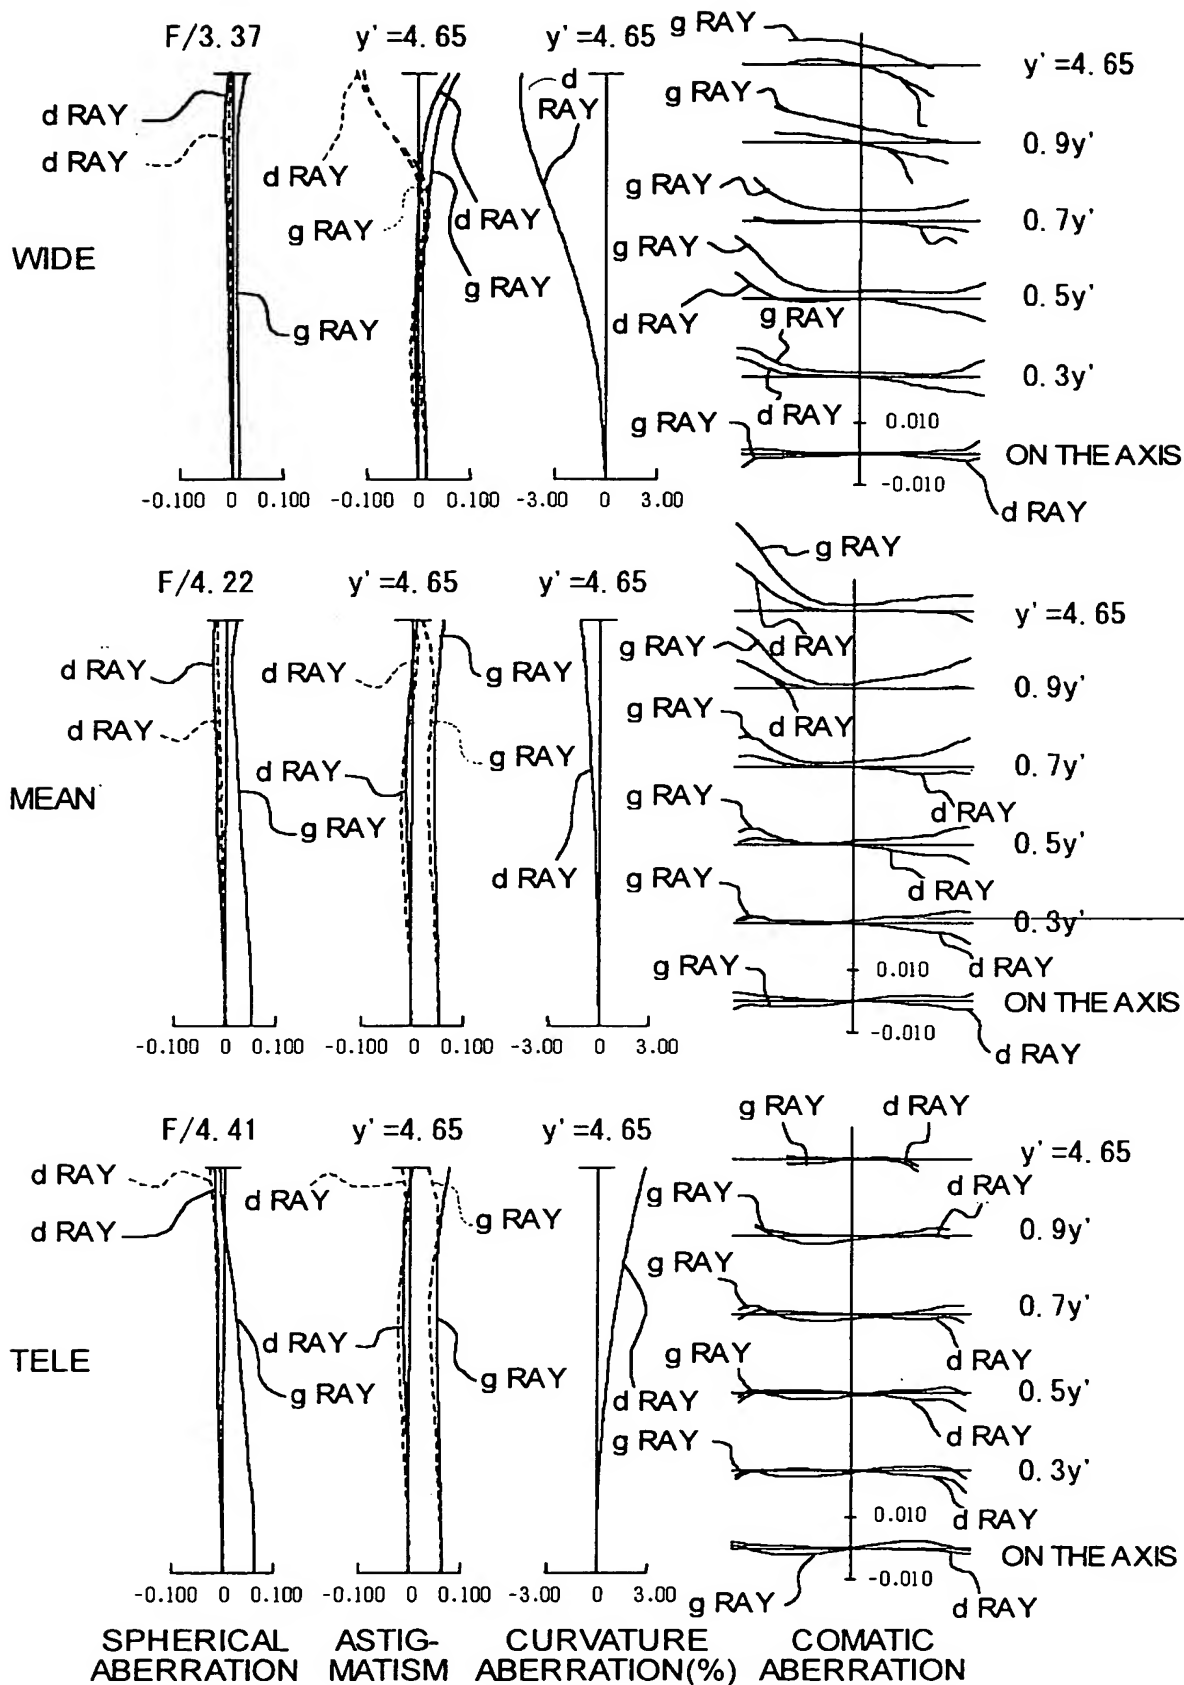 F/3.37
y'=4.65
y'=4.65
g RAY
y'=4.65
d RAY
d RAY
d RAY
g RAY
d RAY
g RAY
d
RAY
g RAY
0.9y'
g RAY
0.7y'
g RAY
WIDE
g RAY
d RAY
0.5y'
g RAY
0.3y'
d RAY
g RAY
0.010
ON THE AXIS
-0.010
d RAY
-0.100 0 0.100
-0.100 0 0.100
-3.00 0 3.00
F/4.22
y'=4.65
y'=4.65
g RAY
y'=4.65
d RAY
d RAY
d RAY
g RAY
g RAY
d RAY
g RAY
d RAY
0.9y'
g RAY
d RAY
0.7y'
d RAY
MEAN
g RAY
d RAY
g RAY
0.5y'
d RAY
g RAY
0.3y'
d RAY
g RAY
0.010
ON THE AXIS
-0.010
d RAY
-0.100 0 0.100
-0.100 0 0.100
-3.00 0 3.00
F/4.41
y'=4.65
y'=4.65
g RAY
d RAY
y'=4.65
d RAY
d RAY
d RAY
g RAY
g RAY
d RAY
0.9y'
g RAY
0.7y'
d RAY
TELE
d RAY
g RAY
g RAY
d RAY
g RAY
0.5y'
d RAY
g RAY
0.3y'
d RAY
0.010
ON THE AXIS
-0.010
g RAY
d RAY
-0.100 0 0.100
-0.100 0 0.100
-3.00 0 3.00
SPHERICAL
ABERRATION
ASTIG-
MATISM
CURVATURE
ABERRATION(%)
COMATIC
ABERRATION